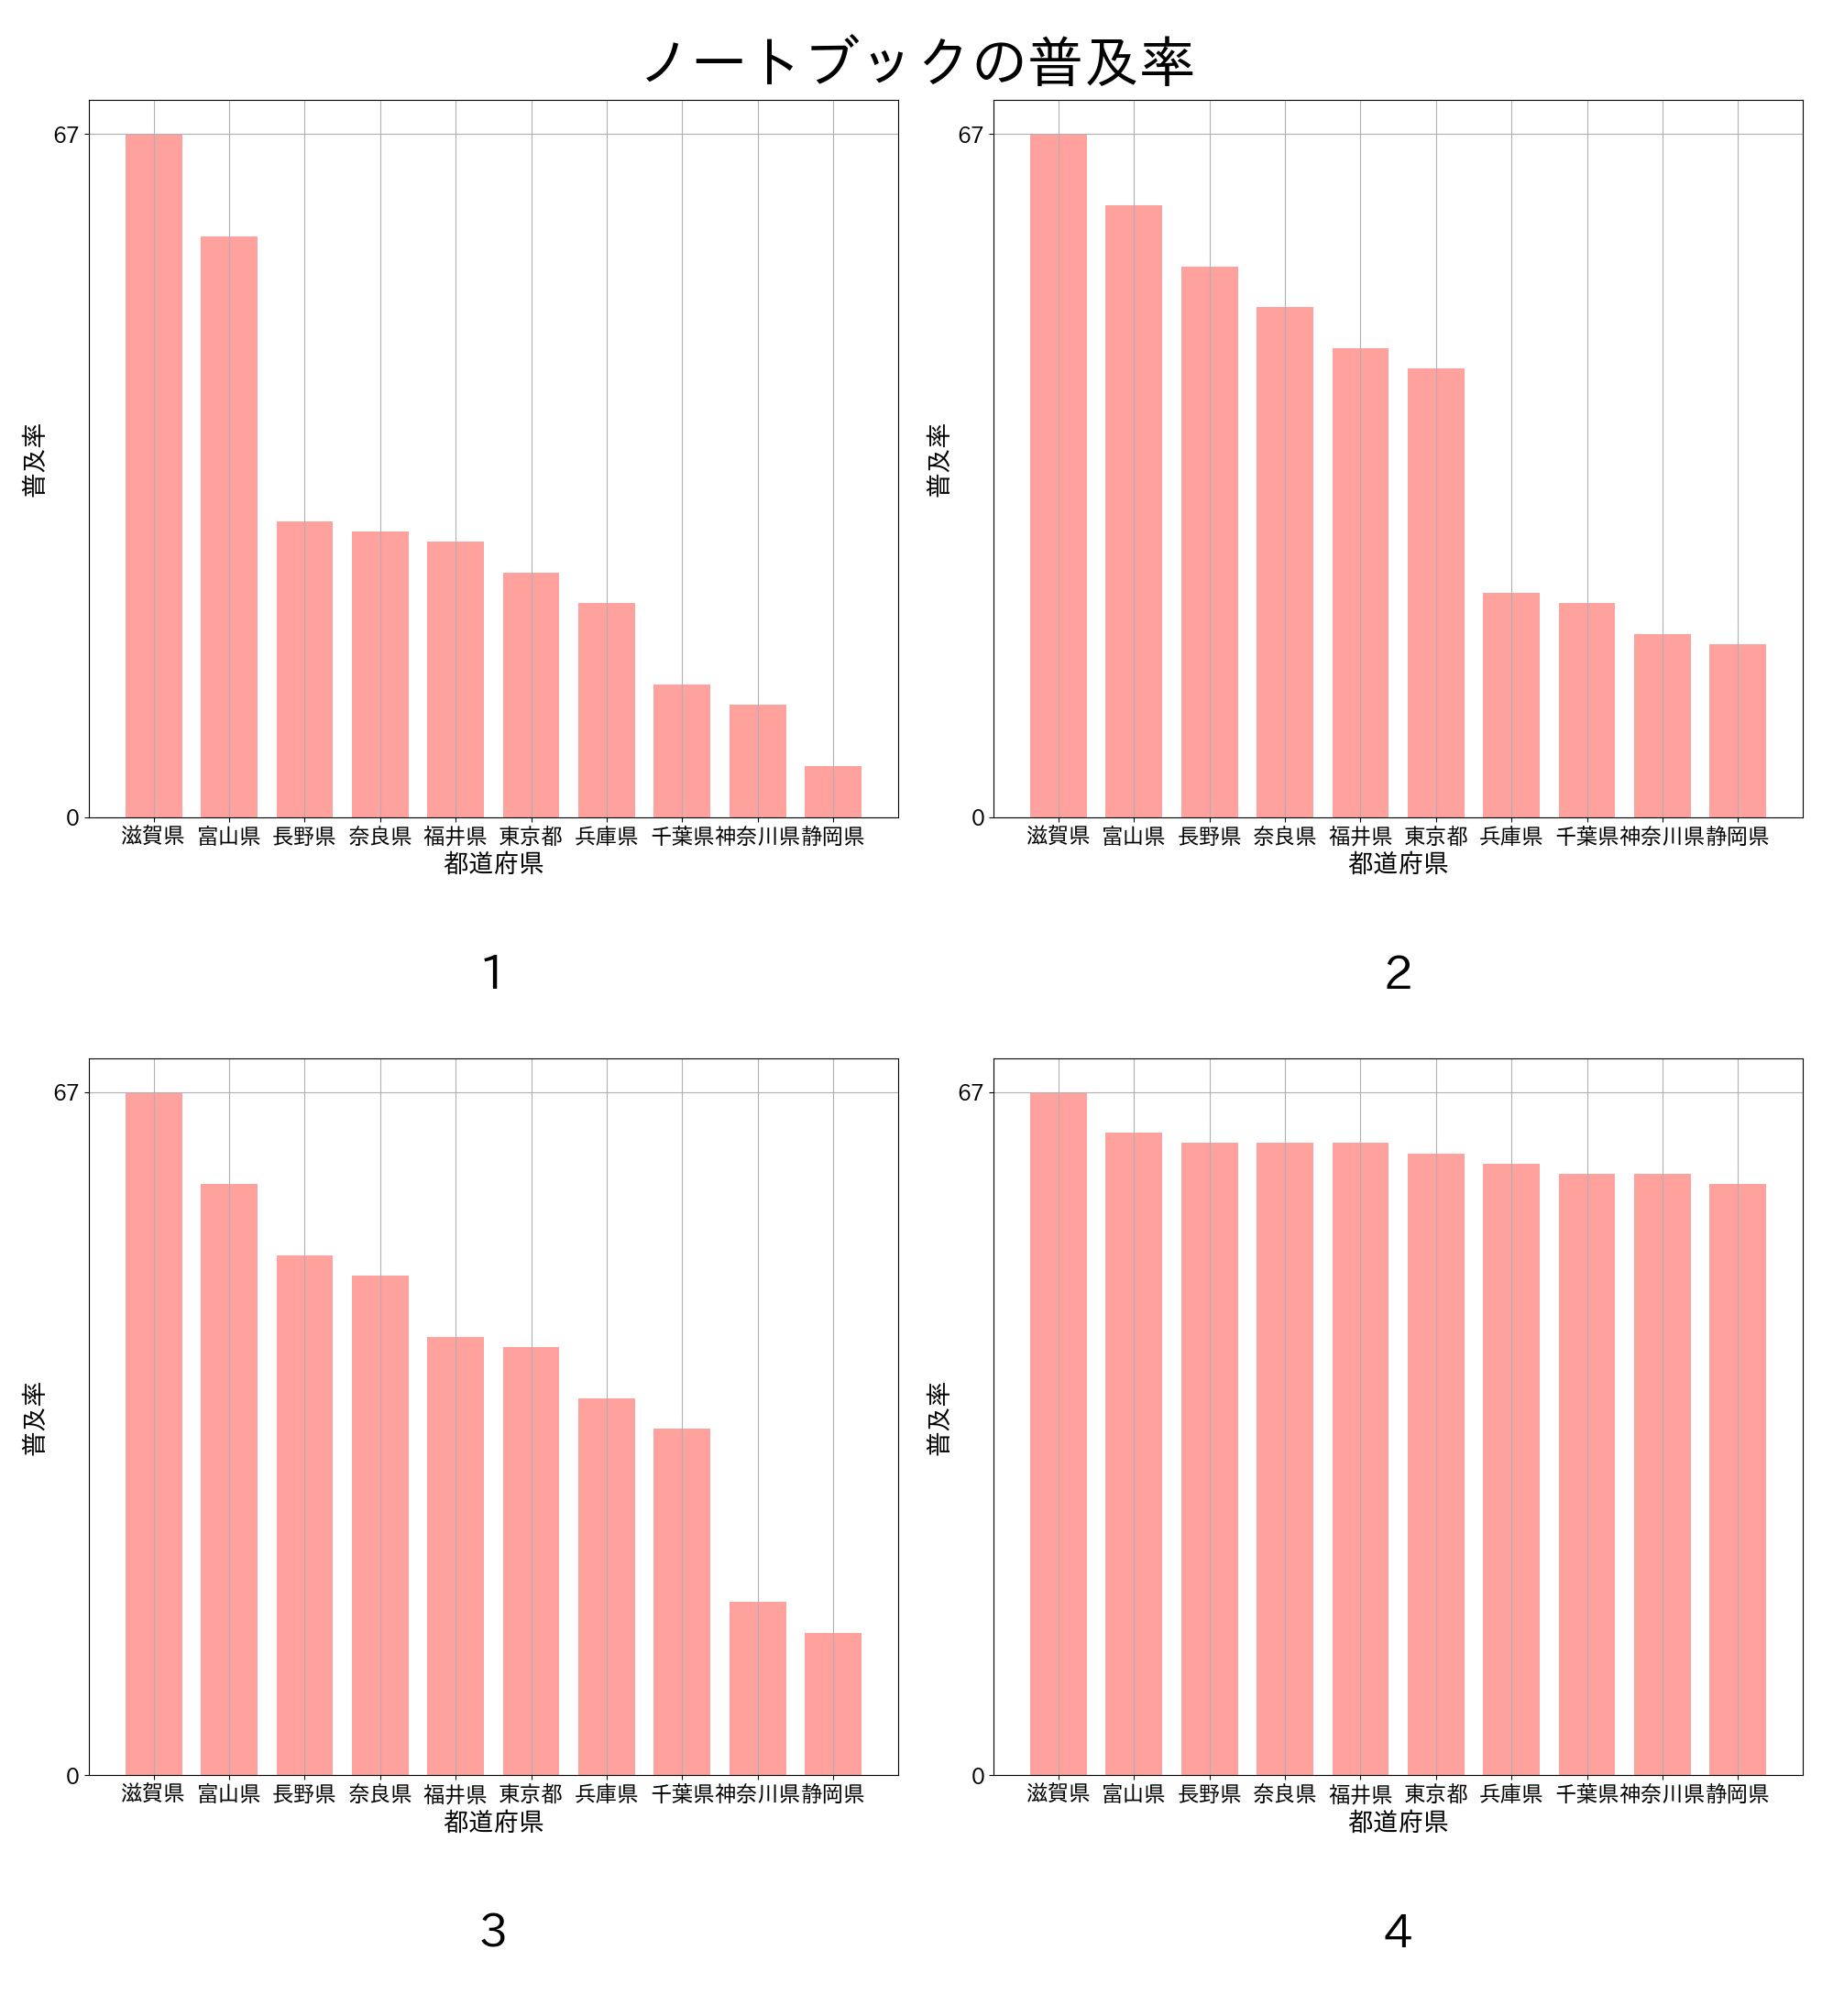 ノートブックの普及率
67
0
普及率
滋賀県 富山県 長野県 奈良県 福井県 東京都 兵庫県 千葉県 神奈川県 静岡県
都道府県
1
67
0
普及率
滋賀県 富山県 長野県 奈良県 福井県 東京都 兵庫県 千葉県 神奈川県 静岡県
都道府県
2
67
0
普及率
滋賀県 富山県 長野県 奈良県 福井県 東京都 兵庫県 千葉県 神奈川県 静岡県
都道府県
3
67
0
普及率
滋賀県 富山県 長野県 奈良県 福井県 東京都 兵庫県 千葉県 神奈川県 静岡県
都道府県
4